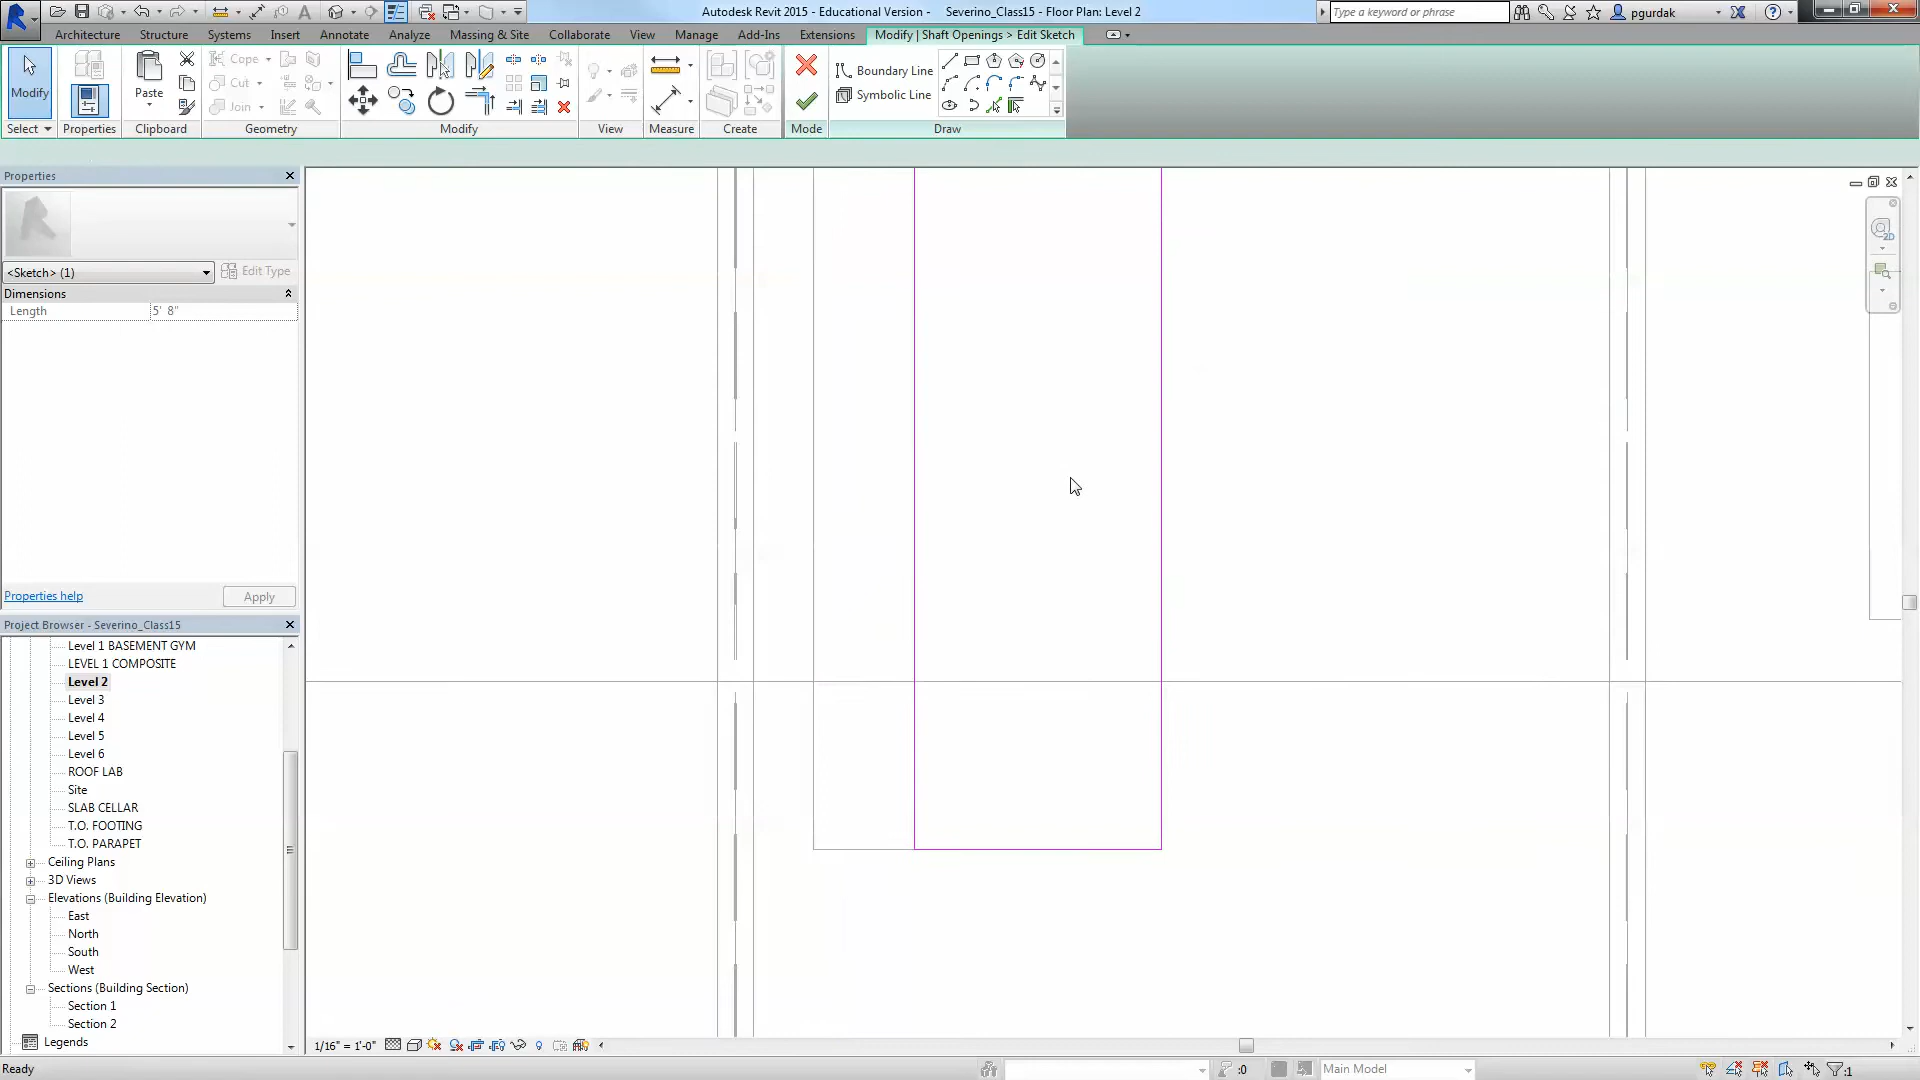 Autodesk Revit 2015 - Educational Version - Severino_Class15 - Floor Plan: Level 2
Type a keyword or phrase
pgurdak
Architecture Structure Systems Insert Annotate Analyze Massing & Site Collaborate View Manage Add-Ins Extensions Modify | Shaft Openings > Edit Sketch
Modify
Paste
Cope
Cut
Join
Boundary Line
Symbolic Line
Select Properties Clipboard Geometry Modify View Measure Create Mode Draw
Properties
<Sketch> (1)
Edit Type
Dimensions
Length 5' 8"
Properties help
Apply
Project Browser - Severino_Class15
Level 1 BASEMENT GYM
LEVEL 1 COMPOSITE
Level 2
Level 3
Level 4
Level 5
Level 6
ROOF LAB
Site
SLAB CELLAR
T.O. FOOTING
T.O. PARAPET
Ceiling Plans
3D Views
Elevations (Building Elevation)
East
North
South
West
Sections (Building Section)
Section 1
Section 2
Legends
2D
1/16" = 1'-0"
Ready
:0
Main Model
:1